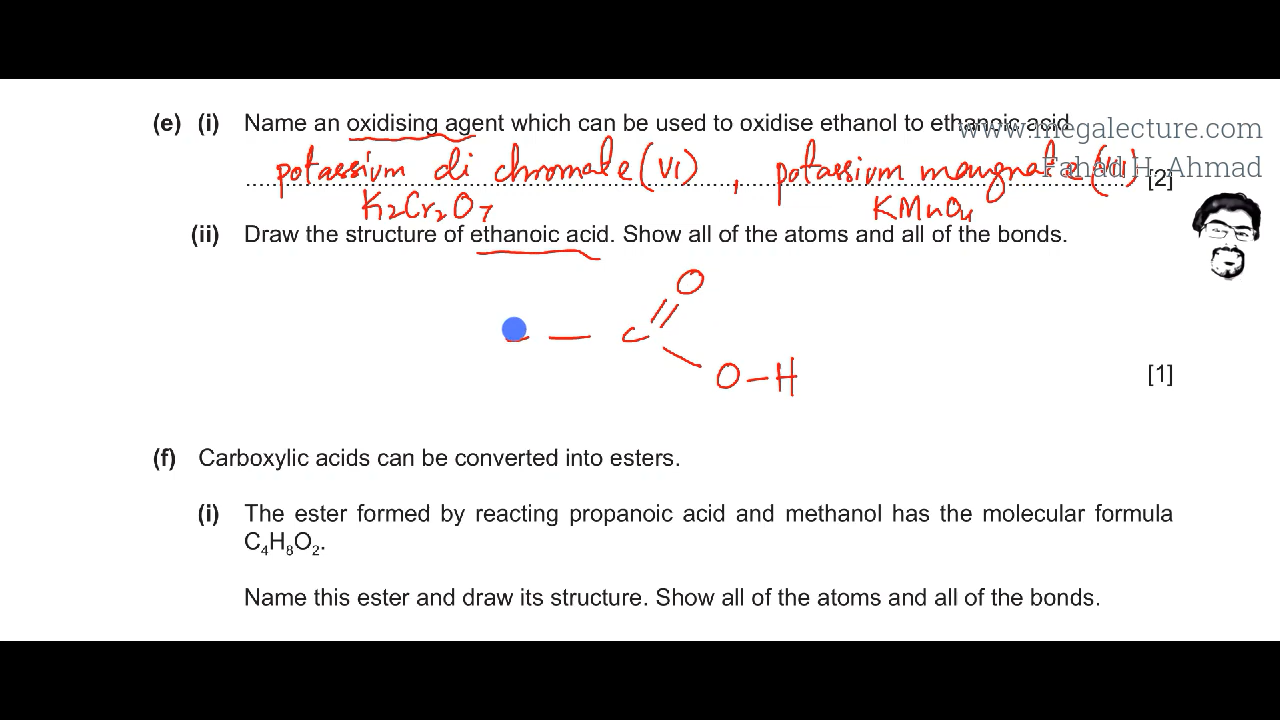 (e) (i) Name an oxidising agent which can be used to oxidise ethanol to ethanoic acid.
www.megalecture.com
Fahad H. Ahmad
potassium di chromate (VI) , potassium mangnate (VII) [2]
K2Cr2O7 KMnO4
(ii) Draw the structure of ethanoic acid. Show all of the atoms and all of the bonds.
O
C
O–H
[1]
(f) Carboxylic acids can be converted into esters.
(i) The ester formed by reacting propanoic acid and methanol has the molecular formula
C4H8O2.
Name this ester and draw its structure. Show all of the atoms and all of the bonds.